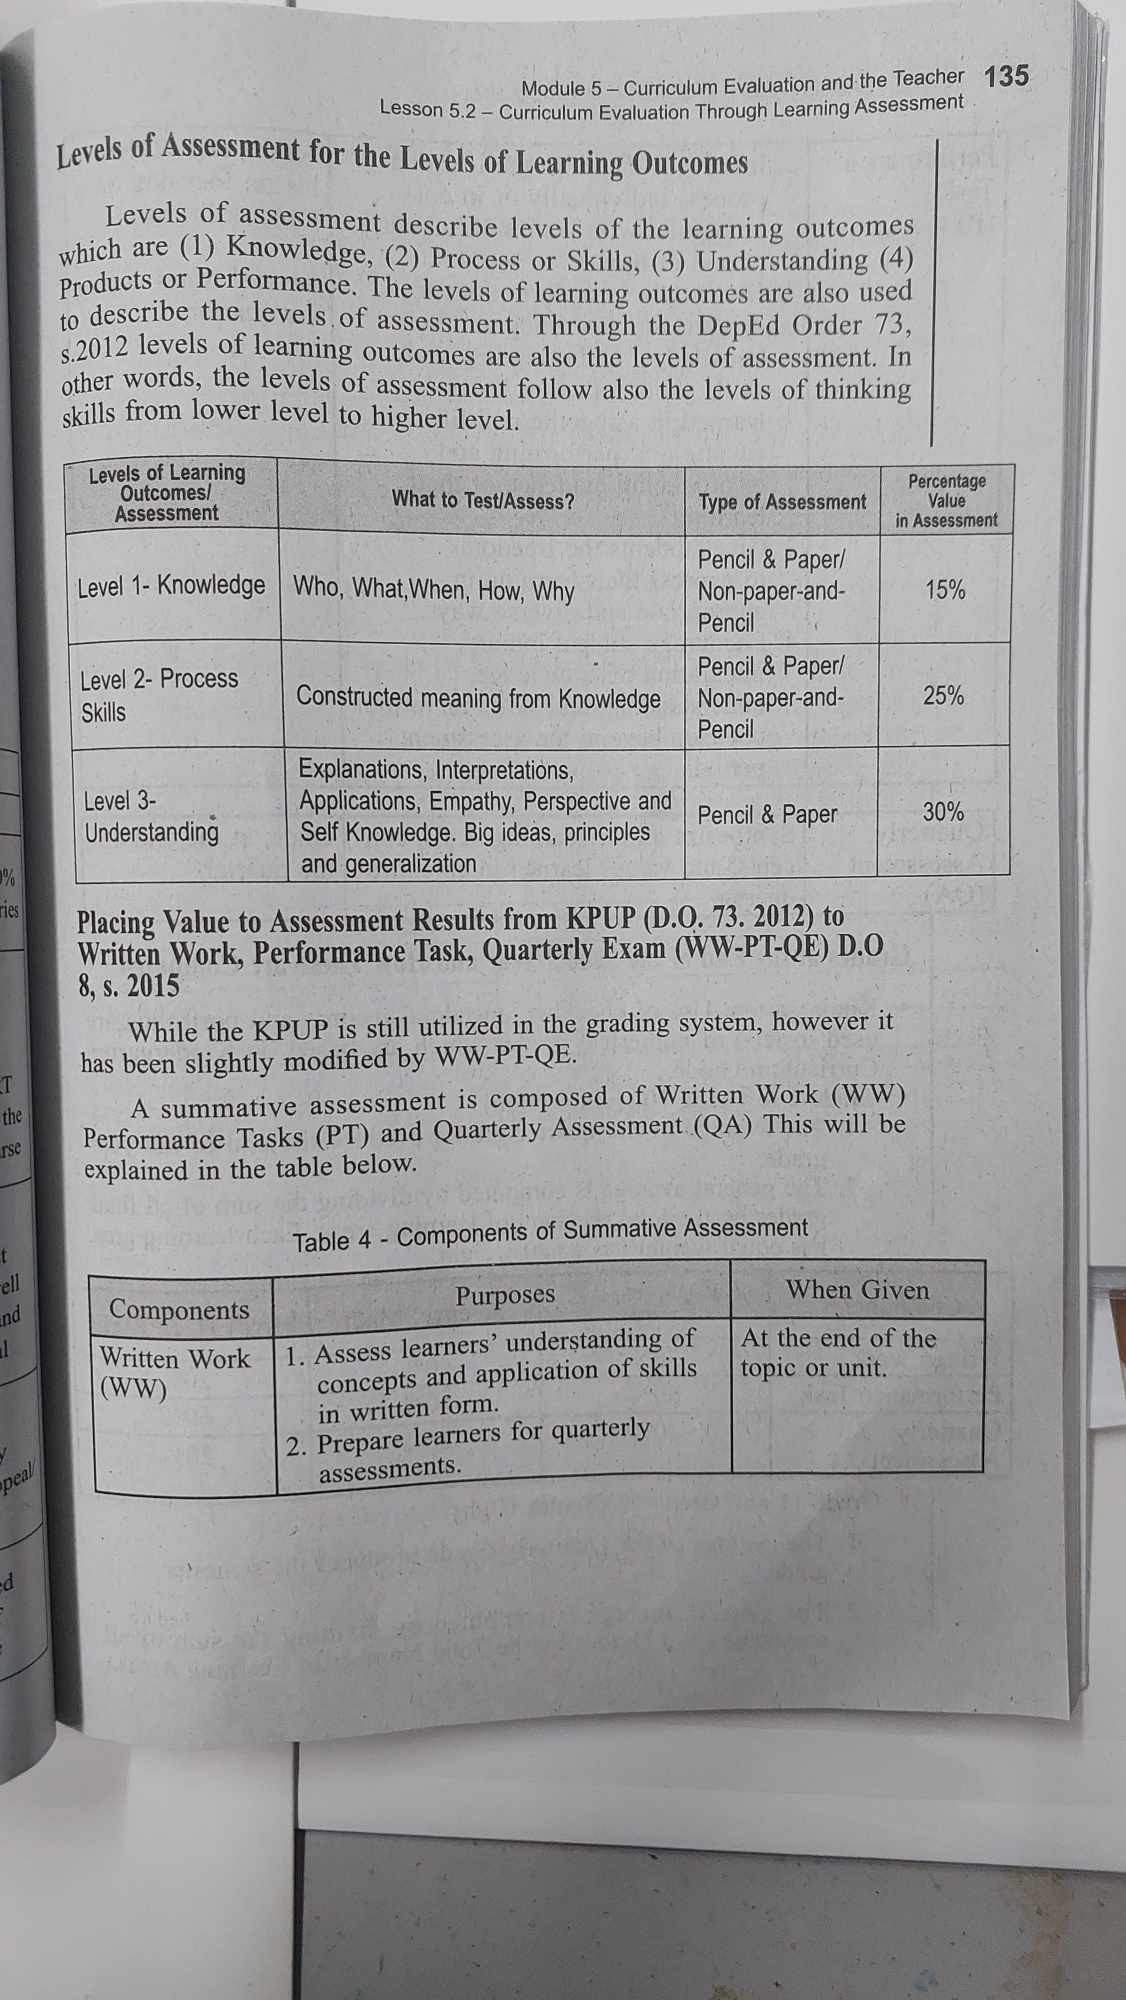 Module 5 – Curriculum Evaluation and the Teacher 135
Lesson 5.2 – Curriculum Evaluation Through Learning Assessment
Levels of Assessment for the Levels of Learning Outcomes
Levels of assessment describe levels of the learning outcomes
which are (1) Knowledge, (2) Process or Skills, (3) Understanding (4)
Products or Performance. The levels of learning outcomes are also used
to describe the levels of assessment. Through the DepEd Order 73,
s.2012 levels of learning outcomes are also the levels of assessment. In
other words, the levels of assessment follow also the levels of thinking
skills from lower level to higher level.
Levels of Learning
Outcomes/
Assessment
What to Test/Assess?
Type of Assessment
Percentage
Value
in Assessment
Level 1- Knowledge
Who, What,When, How, Why
Pencil & Paper/
Non-paper-and-
Pencil
15%
Level 2- Process
Skills
Constructed meaning from Knowledge
Pencil & Paper/
Non-paper-and-
Pencil
25%
Level 3-
Understanding
Explanations, Interpretations,
Applications, Empathy, Perspective and
Self Knowledge. Big ideas, principles
and generalization
Pencil & Paper
30%
Placing Value to Assessment Results from KPUP (D.O. 73. 2012) to
Written Work, Performance Task, Quarterly Exam (WW-PT-QE) D.O
8, s. 2015
While the KPUP is still utilized in the grading system, however it
has been slightly modified by WW-PT-QE.
A summative assessment is composed of Written Work (WW)
Performance Tasks (PT) and Quarterly Assessment (QA) This will be
explained in the table below.
Table 4 - Components of Summative Assessment
Components
Purposes
When Given
Written Work
(WW)
1. Assess learners' understanding of
concepts and application of skills
in written form.
2. Prepare learners for quarterly
assessments.
At the end of the
topic or unit.